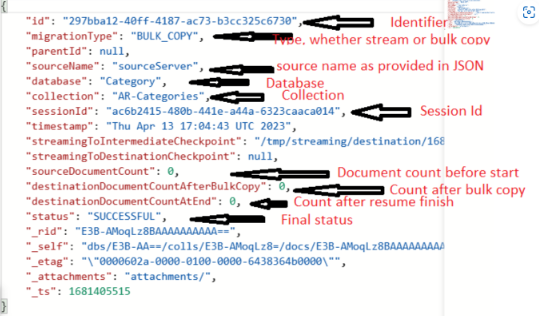 {
"id": "297bba12-40ff-4187-ac73-b3cc325c6730", Identifier
"migrationType": "BULK_COPY", Type, whether stream or bulk copy
"parentId": null,
"sourceName": "sourceServer", source name as provided in JSON
"database": "Category", Database
"collection": "AR-Categories", Collection
"sessionId": "ac6b2415-480b-441e-a44a-6323caaca014", Session Id
"timestamp": "Thu Apr 13 17:04:43 UTC 2023",
"streamingToIntermediateCheckpoint": "/tmp/streaming/destination/168
"streamingToDestinationCheckpoint": null,
"sourceDocumentCount": 0, Document count before start
"destinationDocumentCountAfterBulkCopy": 0, Count after bulk copy
"destinationDocumentCountAtEnd": 0, Count after resume finish
"status": "SUCCESSFUL", Final status
"_rid": "E3B-AMoqLz8BAAAAAAAAAA==",
"_self": "dbs/E3B-AA==/colls/E3B-AMoqLz8=/docs/E3B-AMoqLz8BAAAAAAAAA
"_etag": "\"0000602a-0000-0100-0000-6438364b0000\"",
"_attachments": "attachments/",
"_ts": 1681405515
}